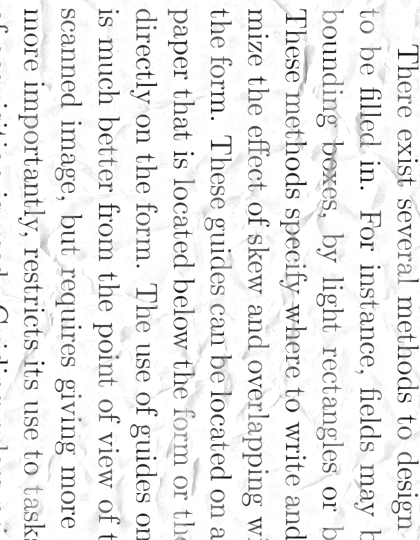 There exist several methods to design
to be filled in. For instance, fields may b
bounding boxes, by light rectangles or b
These methods specify where to write and
mize the effect of skew and overlapping w
the form. These guides can be located on a
paper that is located below the form or the
directly on the form. The use of guides on
is much better from the point of view of t
scanned image, but requires giving more
more importantly, restricts its use to tasks